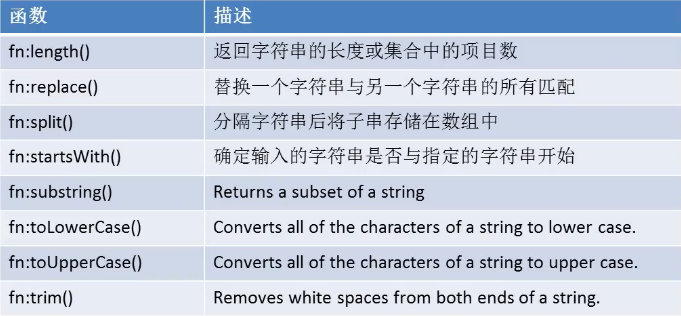 函数 描述
fn:length() 返回字符串的长度或集合中的项目数
fn:replace() 替换一个字符串与另一个字符串的所有匹配
fn:split() 分隔字符串后将子串存储在数组中
fn:startsWith() 确定输入的字符串是否与指定的字符串开始
fn:substring() Returns a subset of a string
fn:toLowerCase() Converts all of the characters of a string to lower case.
fn:toUpperCase() Converts all of the characters of a string to upper case.
fn:trim() Removes white spaces from both ends of a string.